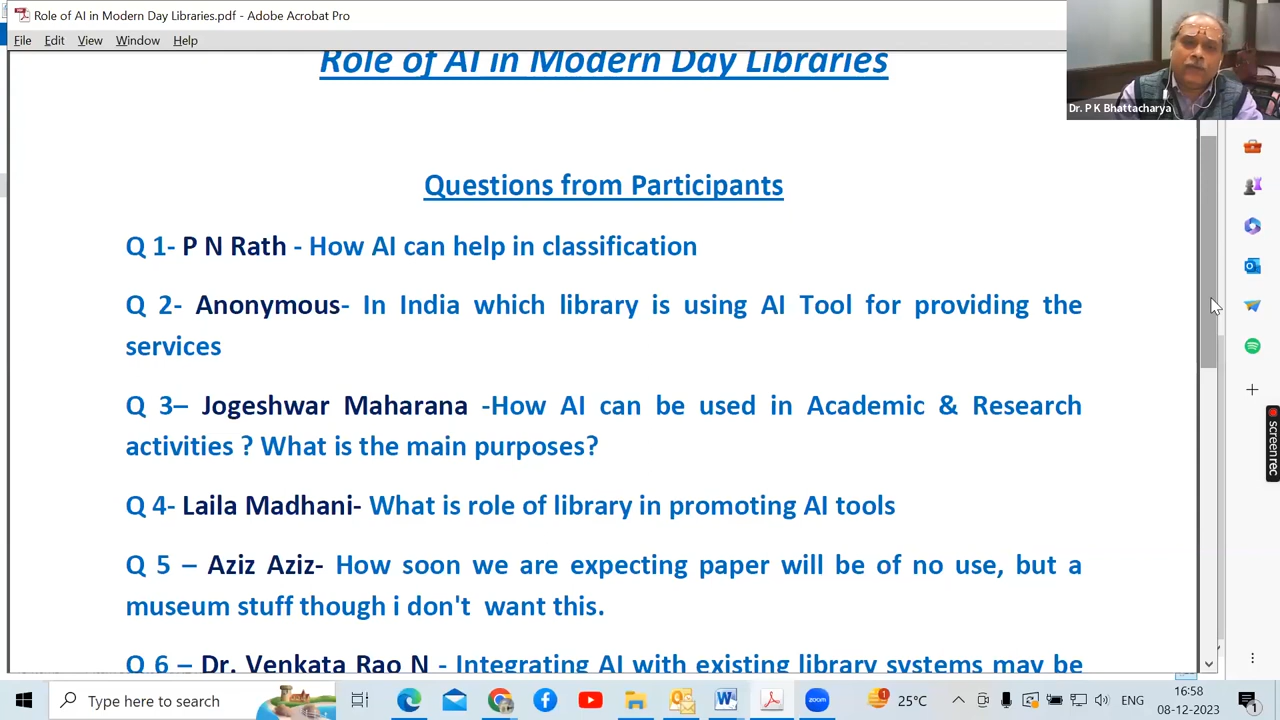 Role of AI in Modern Day Libraries.pdf - Adobe Acrobat Pro
File Edit View Window Help
Role of AI in Modern Day Libraries
Dr. P K Bhattacharya
Questions from Participants
Q 1- P N Rath - How AI can help in classification
Q 2- Anonymous- In India which library is using AI Tool for providing the
services
Q 3– Jogeshwar Maharana -How AI can be used in Academic & Research
activities ? What is the main purposes?
Q 4- Laila Madhani- What is role of library in promoting AI tools
Q 5 – Aziz Aziz- How soon we are expecting paper will be of no use, but a
museum stuff though i don't want this.
Q 6 – Dr. Venkata Rao N - Integrating AI with existing library systems may be
screenrec
Type here to search
zoom
1
25°C
ENG
16:58
08-12-2023
1